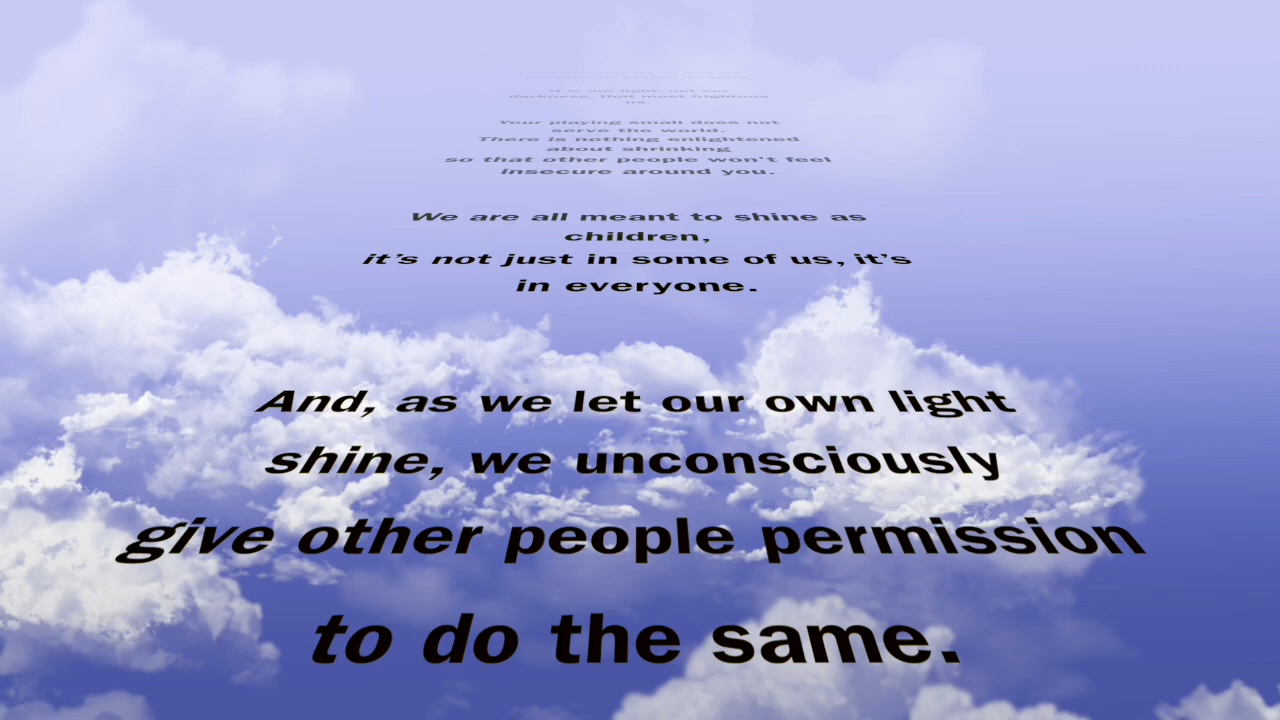 It is our light, not our
darkness, that most frightens
us.
Your playing small does not
serve the world.
There is nothing enlightened
about shrinking
so that other people won't feel
insecure around you.
We are all meant to shine as
children,
it's not just in some of us, it's
in everyone.
And, as we let our own light
shine, we unconsciously
give other people permission
to do the same.